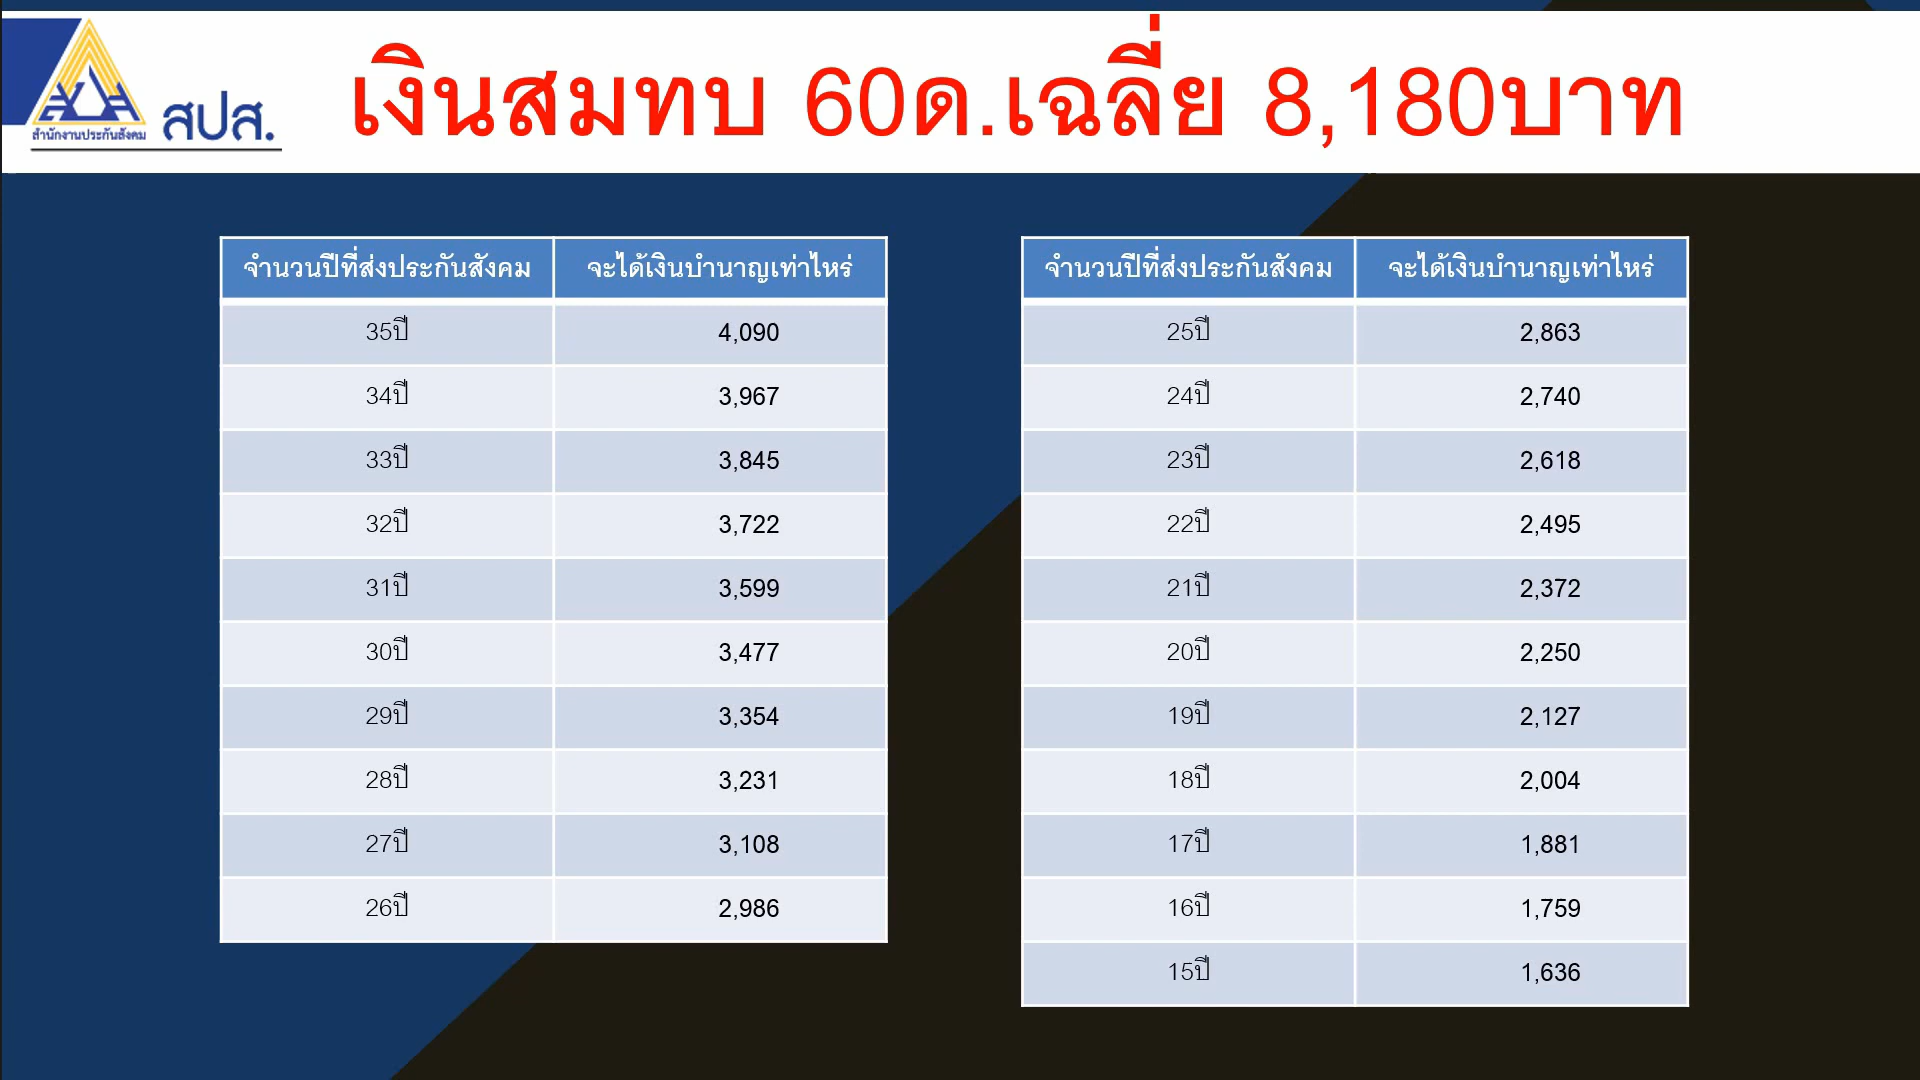 สำนักงานประกันสังคม
สปส.
เงินสมทบ 60ด.เฉลี่ย 8,180บาท
จำนวนปีที่ส่งประกันสังคม จะได้เงินบำนาญเท่าไหร่
35ปี 4,090
34ปี 3,967
33ปี 3,845
32ปี 3,722
31ปี 3,599
30ปี 3,477
29ปี 3,354
28ปี 3,231
27ปี 3,108
26ปี 2,986
จำนวนปีที่ส่งประกันสังคม จะได้เงินบำนาญเท่าไหร่
25ปี 2,863
24ปี 2,740
23ปี 2,618
22ปี 2,495
21ปี 2,372
20ปี 2,250
19ปี 2,127
18ปี 2,004
17ปี 1,881
16ปี 1,759
15ปี 1,636